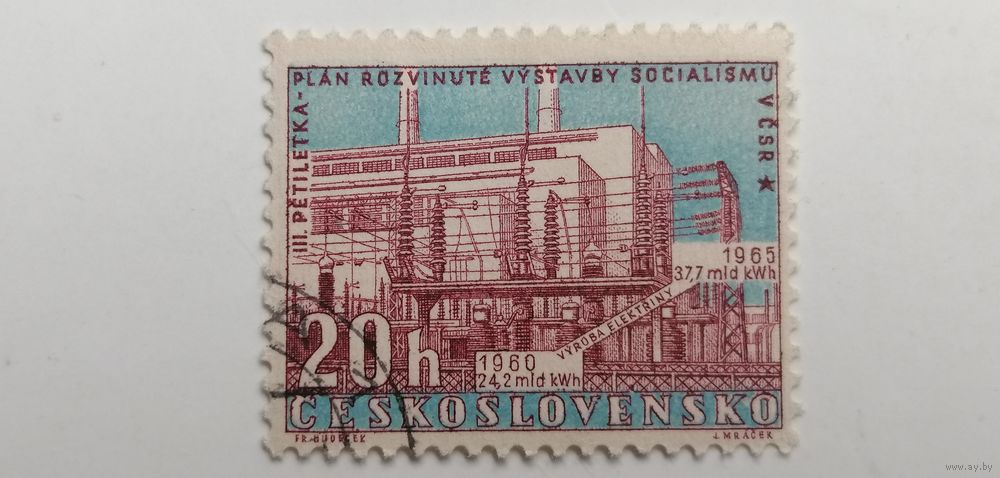 III. PĚTILETKA - PLÁN ROZVINUTÉ VÝSTAVBY SOCIALISMU V ČSR ★
1965
37,7 mld kWh
VÝROBA ELEKTŘINY
1960
24,2 mld kWh
20 h
ČESKOSLOVENSKO
FR. HUDEČEK
J. MRÁČEK
www.ay.by